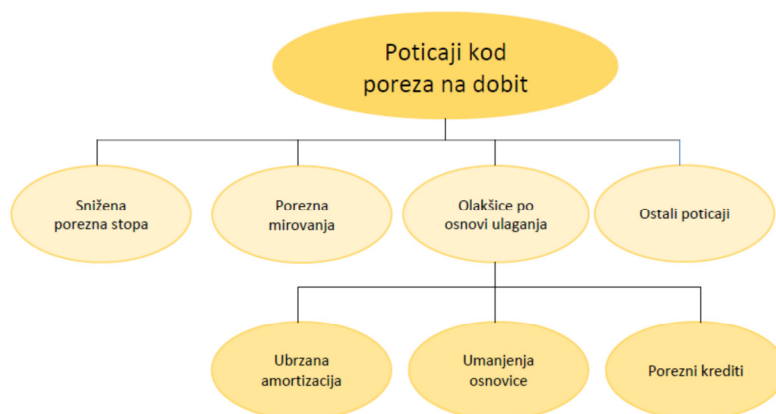 Poticaji kod
poreza na dobit
Snižena
porezna stopa
Porezna
mirovanja
Olakšice po
osnovi ulaganja
Ostali poticaji
Ubrzana
amortizacija
Umanjenja
osnovice
Porezni krediti